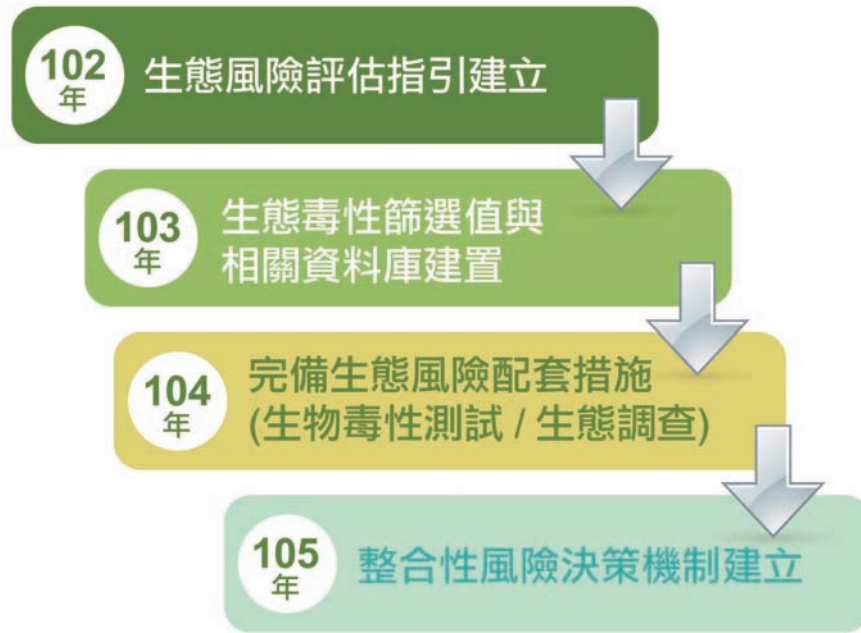 102
年
生態風險評估指引建立
103
年
生態毒性篩選值與
相關資料庫建置
104
年
完備生態風險配套措施
(生物毒性測試 / 生態調查)
105
年
整合性風險決策機制建立